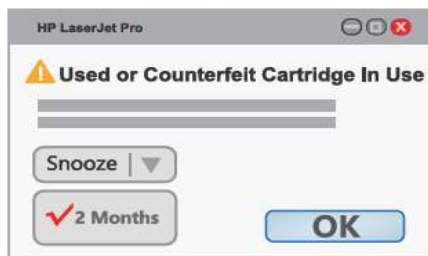 HP LaserJet Pro
Used or Counterfeit Cartridge In Use
Snooze
2 Months
OK